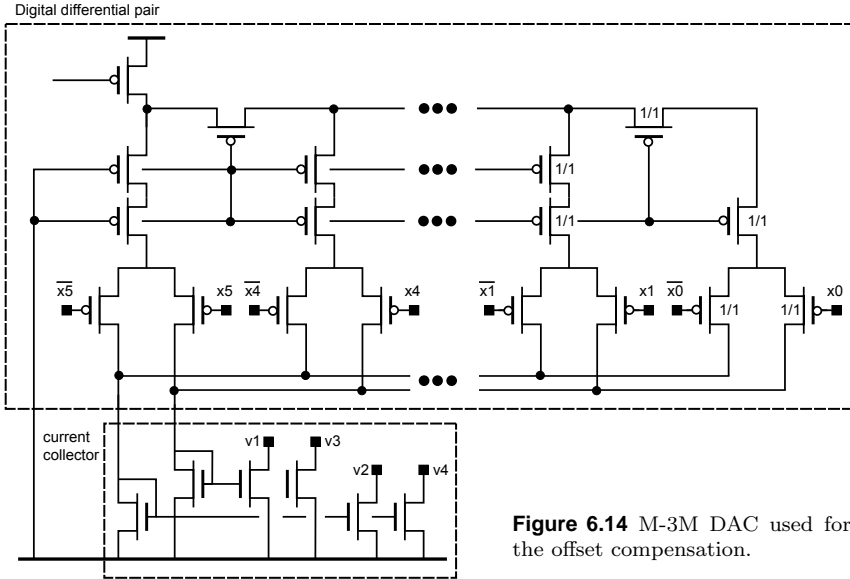 Digital differential pair
1/1
1/1
1/1
1/1
x5
x5
x4
x4
x1
x1
x0
x0
1/1
1/1
current
collector
v1
v3
v2
v4
Figure 6.14 M-3M DAC used for
the offset compensation.